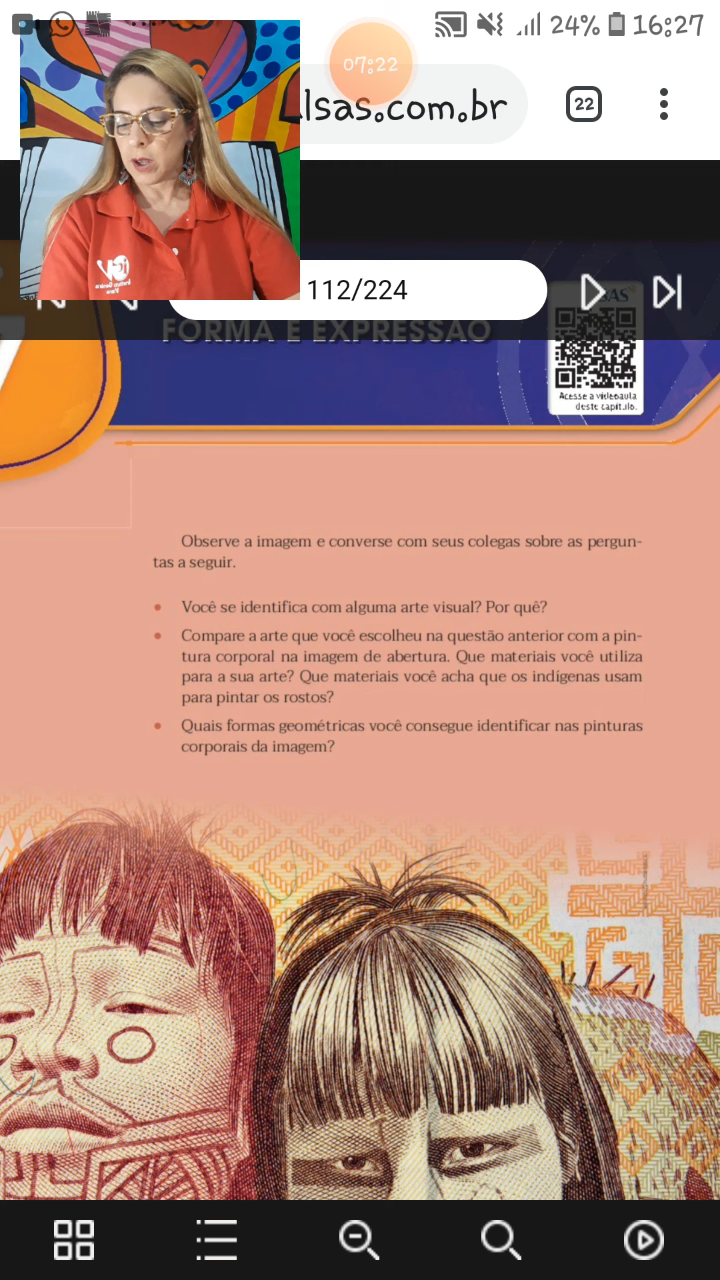 24% 16:27
07:22
lsas.com.br
22
112/224
FORMA E EXPRESSÃO
SAS
Acesse a videoaula
deste capítulo.
Observe a imagem e converse com seus colegas sobre as pergun-
tas a seguir.
• Você se identifica com alguma arte visual? Por quê?
• Compare a arte que você escolheu na questão anterior com a pin-
tura corporal na imagem de abertura. Que materiais você utiliza
para a sua arte? Que materiais você acha que os indígenas usam
para pintar os rostos?
• Quais formas geométricas você consegue identificar nas pinturas
corporais da imagem?